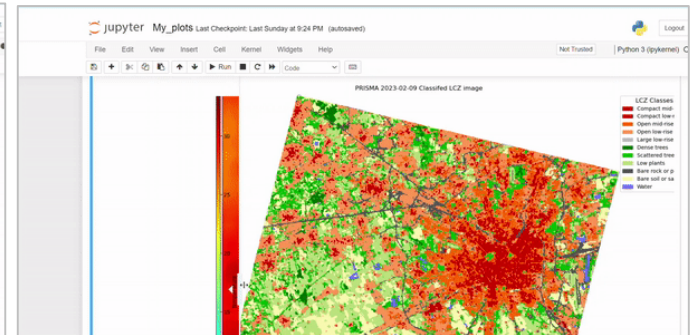 jupyter My_plots Last Checkpoint: Last Sunday at 9:24 PM (autosaved)
Logout
File Edit View Insert Cell Kernel Widgets Help
Not Trusted
Python 3 (ipykernel)
Run
Code
PRISMA 2023-02-09 Classifed LCZ image
LCZ Classes
Compact mid-
Compact low-r
Open mid-rise
Open low-rise
Large low-rise
Dense trees
Scattered tree
Low plants
Bare rock or p
Bare soil or sa
Water
30
25